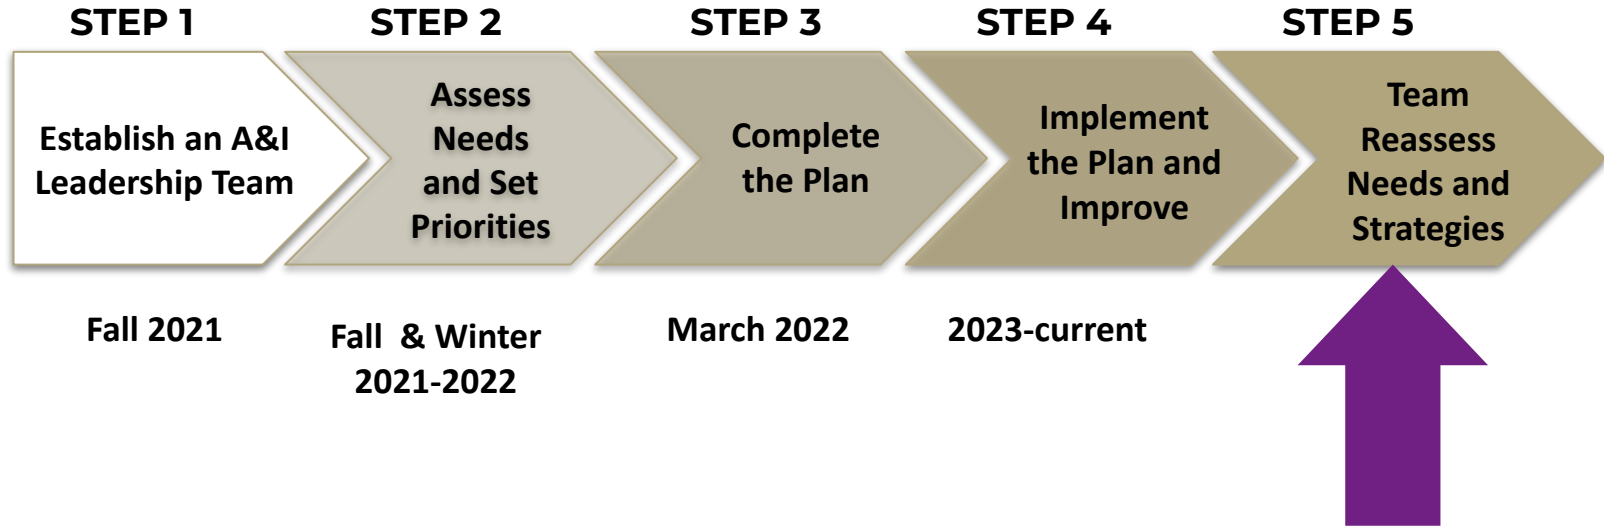 STEP 1
STEP 2
STEP 3
STEP 4
STEP 5
Establish an A&I
Leadership Team
Assess
Needs
and Set
Priorities
Complete
the Plan
Implement
the Plan and
Improve
Team
Reassess
Needs and
Strategies
Fall 2021
Fall & Winter
2021-2022
March 2022
2023-current